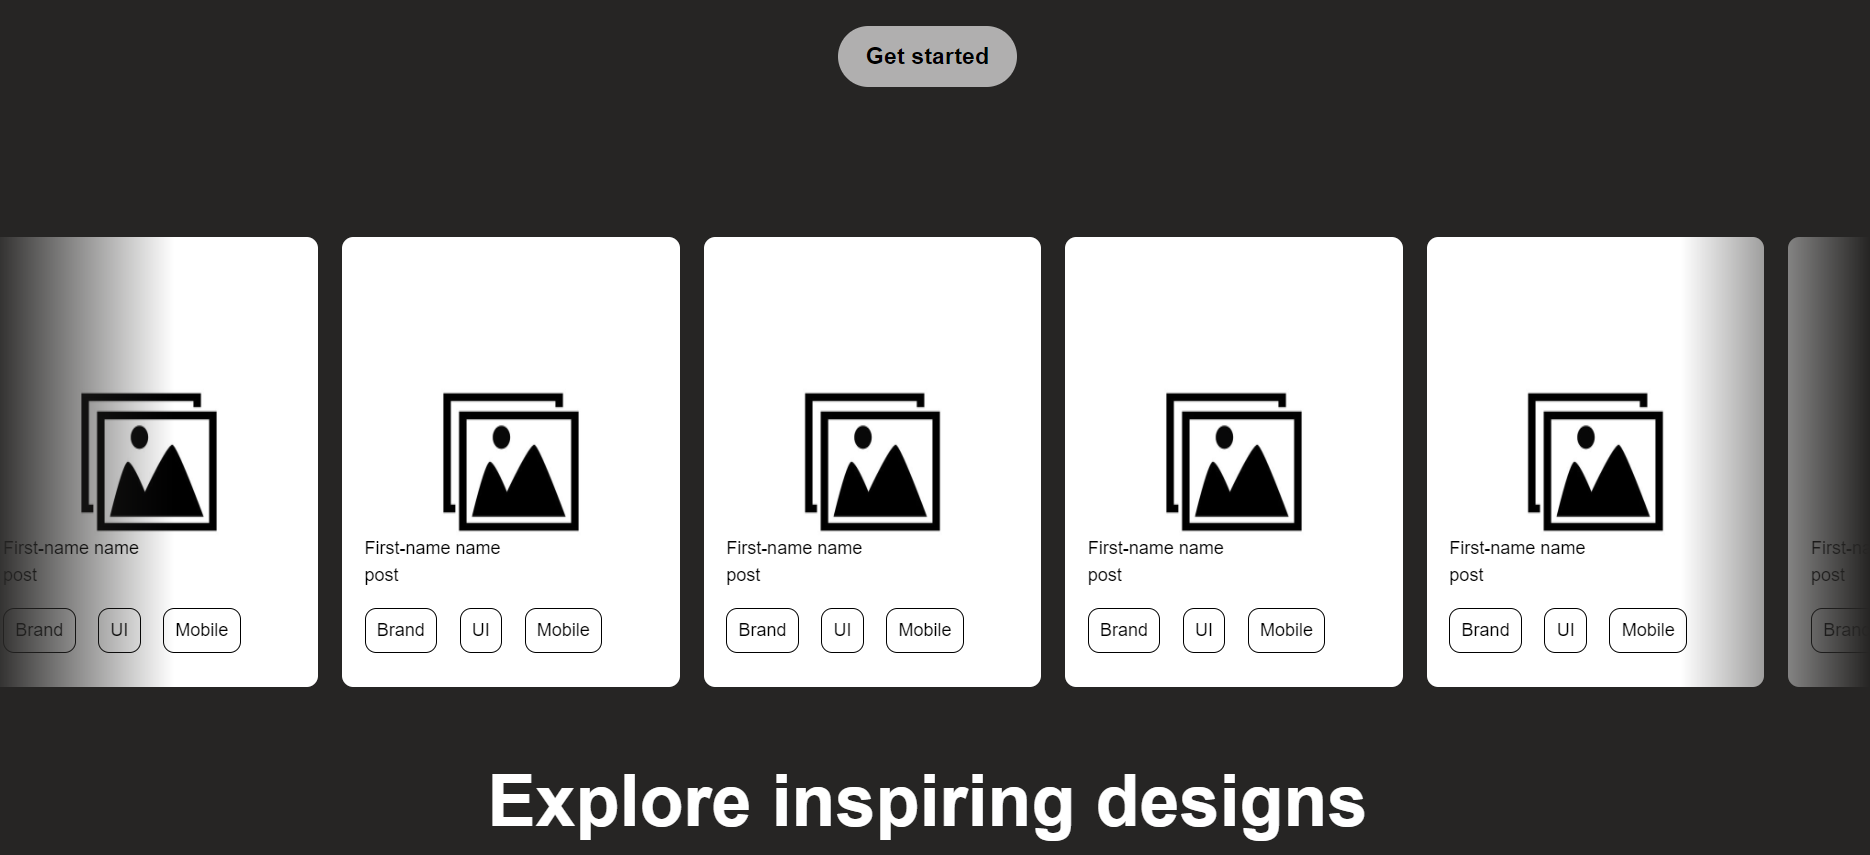 Get started
First-name name
post
Brand UI Mobile
First-name name
post
Brand UI Mobile
First-name name
post
Brand UI Mobile
First-name name
post
Brand UI Mobile
First-name name
post
Brand UI Mobile
First-n
post
Bran
Explore inspiring designs